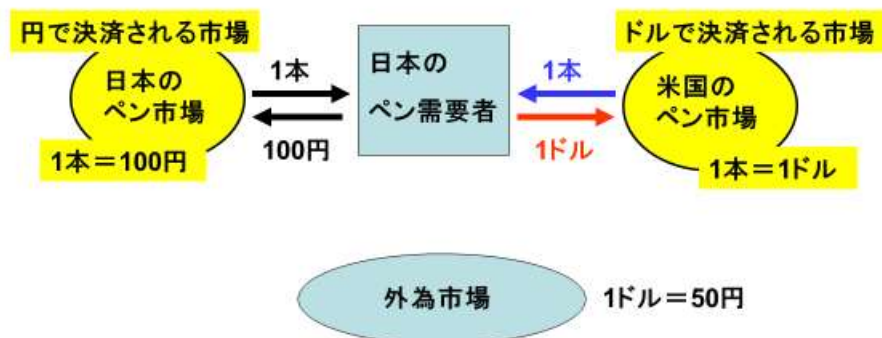 円で決済される市場
日本の
ペン市場
1本＝100円
1本
100円
日本の
ペン需要者
1本
1ドル
ドルで決済される市場
米国の
ペン市場
1本＝1ドル
外為市場
1ドル＝50円